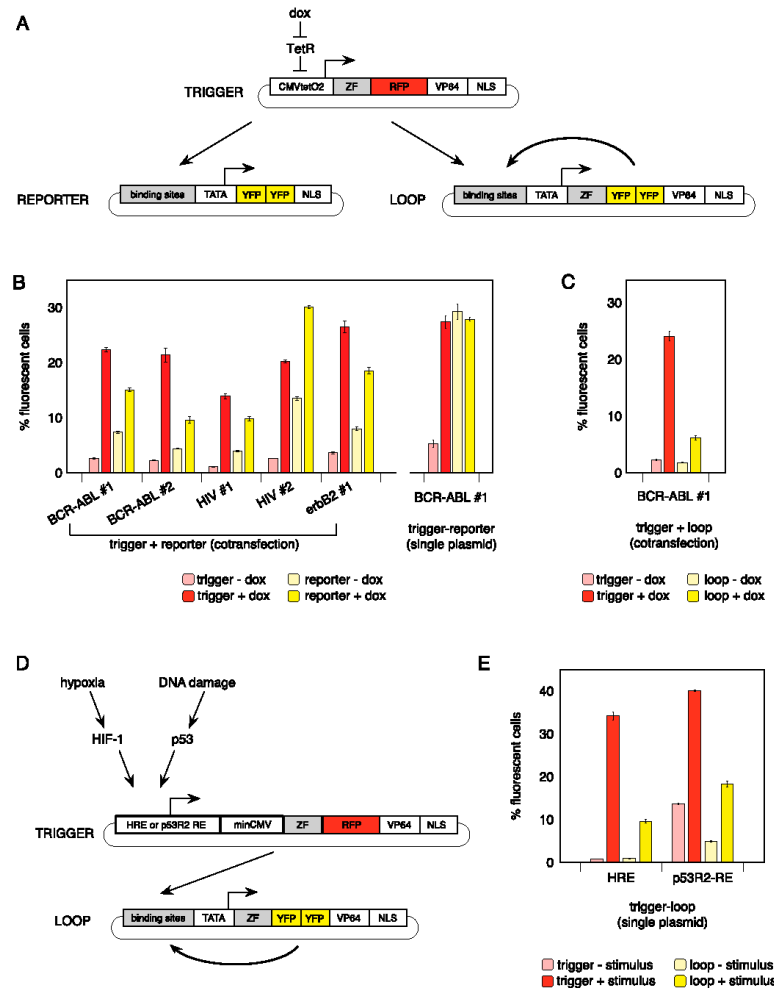 A
dox
TetR
TRIGGER
CMVtetO2 ZF RFP VP64 NLS
REPORTER
binding sites TATA YFP YFP NLS
LOOP
binding sites TATA ZF YFP YFP VP64 NLS
B
% fluorescent cells
30
20
10
0
BCR-ABL #1
BCR-ABL #2
HIV #1
HIV #2
erbB2 #1
trigger + reporter (cotransfection)
BCR-ABL #1
trigger-reporter
(single plasmid)
trigger - dox
trigger + dox
reporter - dox
reporter + dox
C
% fluorescent cells
30
20
10
0
BCR-ABL #1
trigger + loop
(cotransfection)
trigger - dox
trigger + dox
loop - dox
loop + dox
D
hypoxia
DNA damage
HIF-1
p53
TRIGGER
HRE or p53R2 RE minCMV ZF RFP VP64 NLS
LOOP
binding sites TATA ZF YFP YFP VP64 NLS
E
% fluorescent cells
40
30
20
10
0
HRE
p53R2-RE
trigger-loop
(single plasmid)
trigger - stimulus
trigger + stimulus
loop - stimulus
loop + stimulus